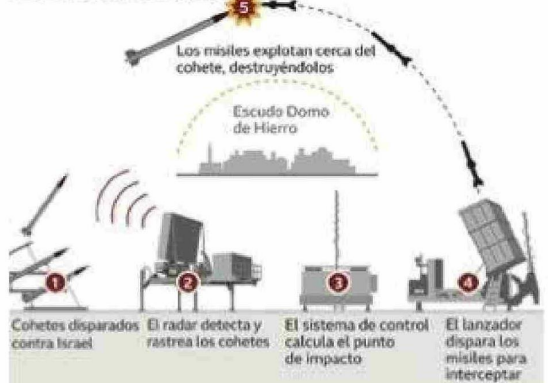 5
Los misiles explotan cerca del
cohete, destruyéndolos
Escudo Domo
de Hierro
1
Cohetes disparados
contra Israel
2
El radar detecta y
rastrea los cohetes
3
El sistema de control
calcula el punto
de impacto
4
El lanzador
dispara los
misiles para
interceptar